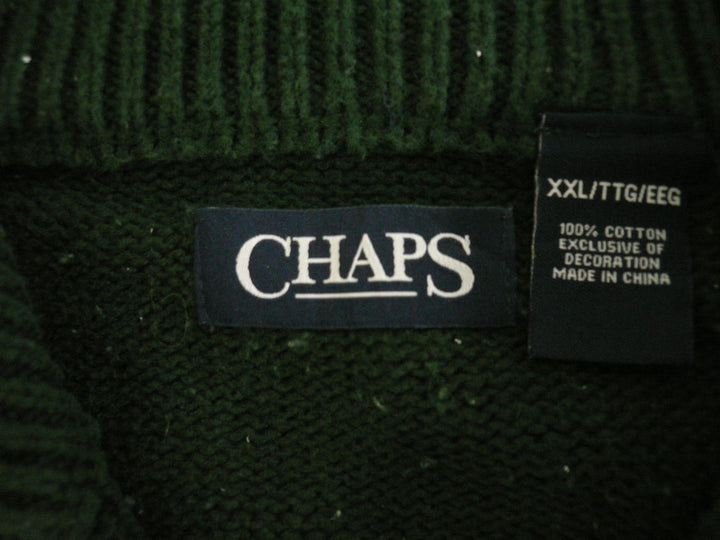 CHAPS
XXL/TTG/EEG
100% COTTON
EXCLUSIVE OF
DECORATION
MADE IN CHINA